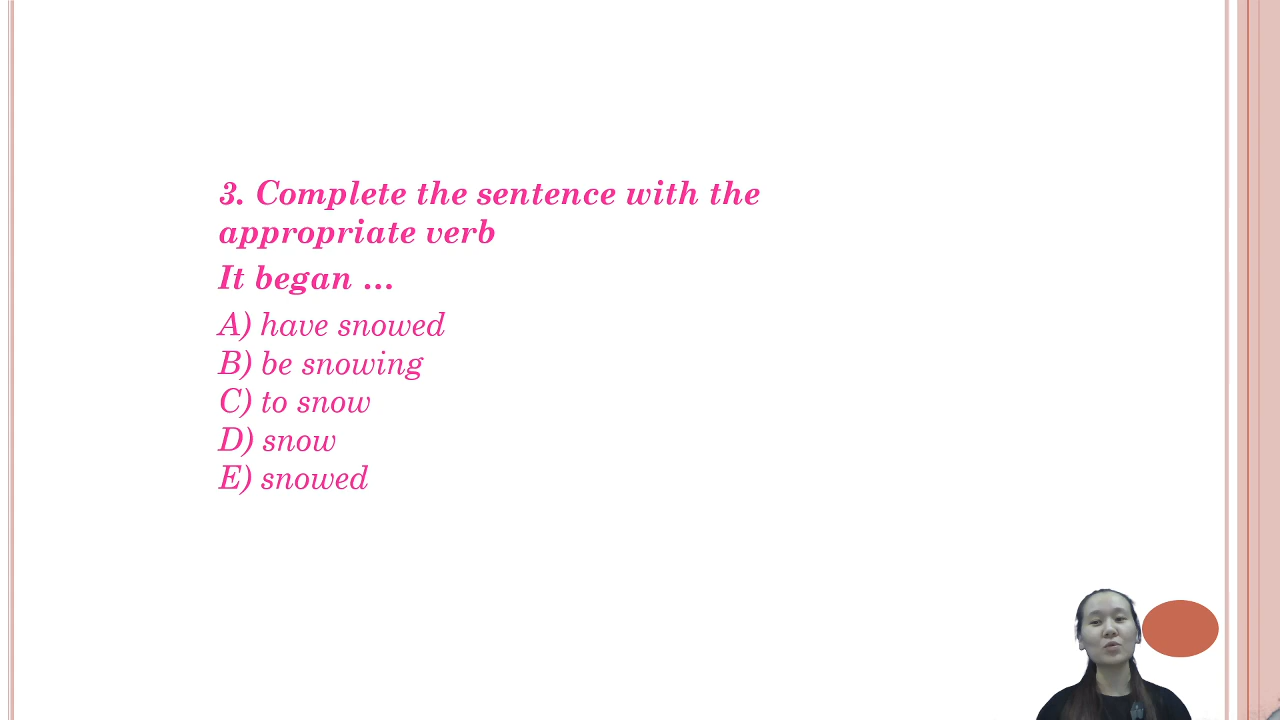 3. Complete the sentence with the
appropriate verb
It began ...
A) have snowed
B) be snowing
C) to snow
D) snow
E) snowed